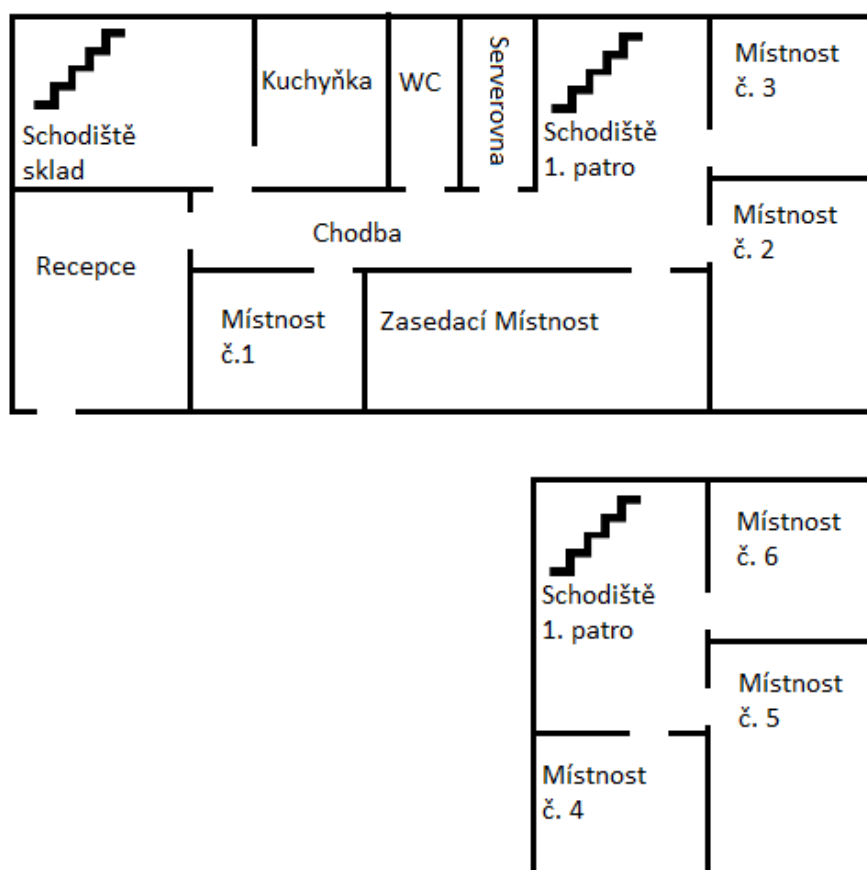 Schodiště
sklad
Kuchyňka
WC
Serverovna
Schodiště
1. patro
Místnost
č. 3
Recepce
Chodba
Místnost
č. 2
Místnost
č.1
Zasedací Místnost
Schodiště
1. patro
Místnost
č. 6
Místnost
č. 5
Místnost
č. 4